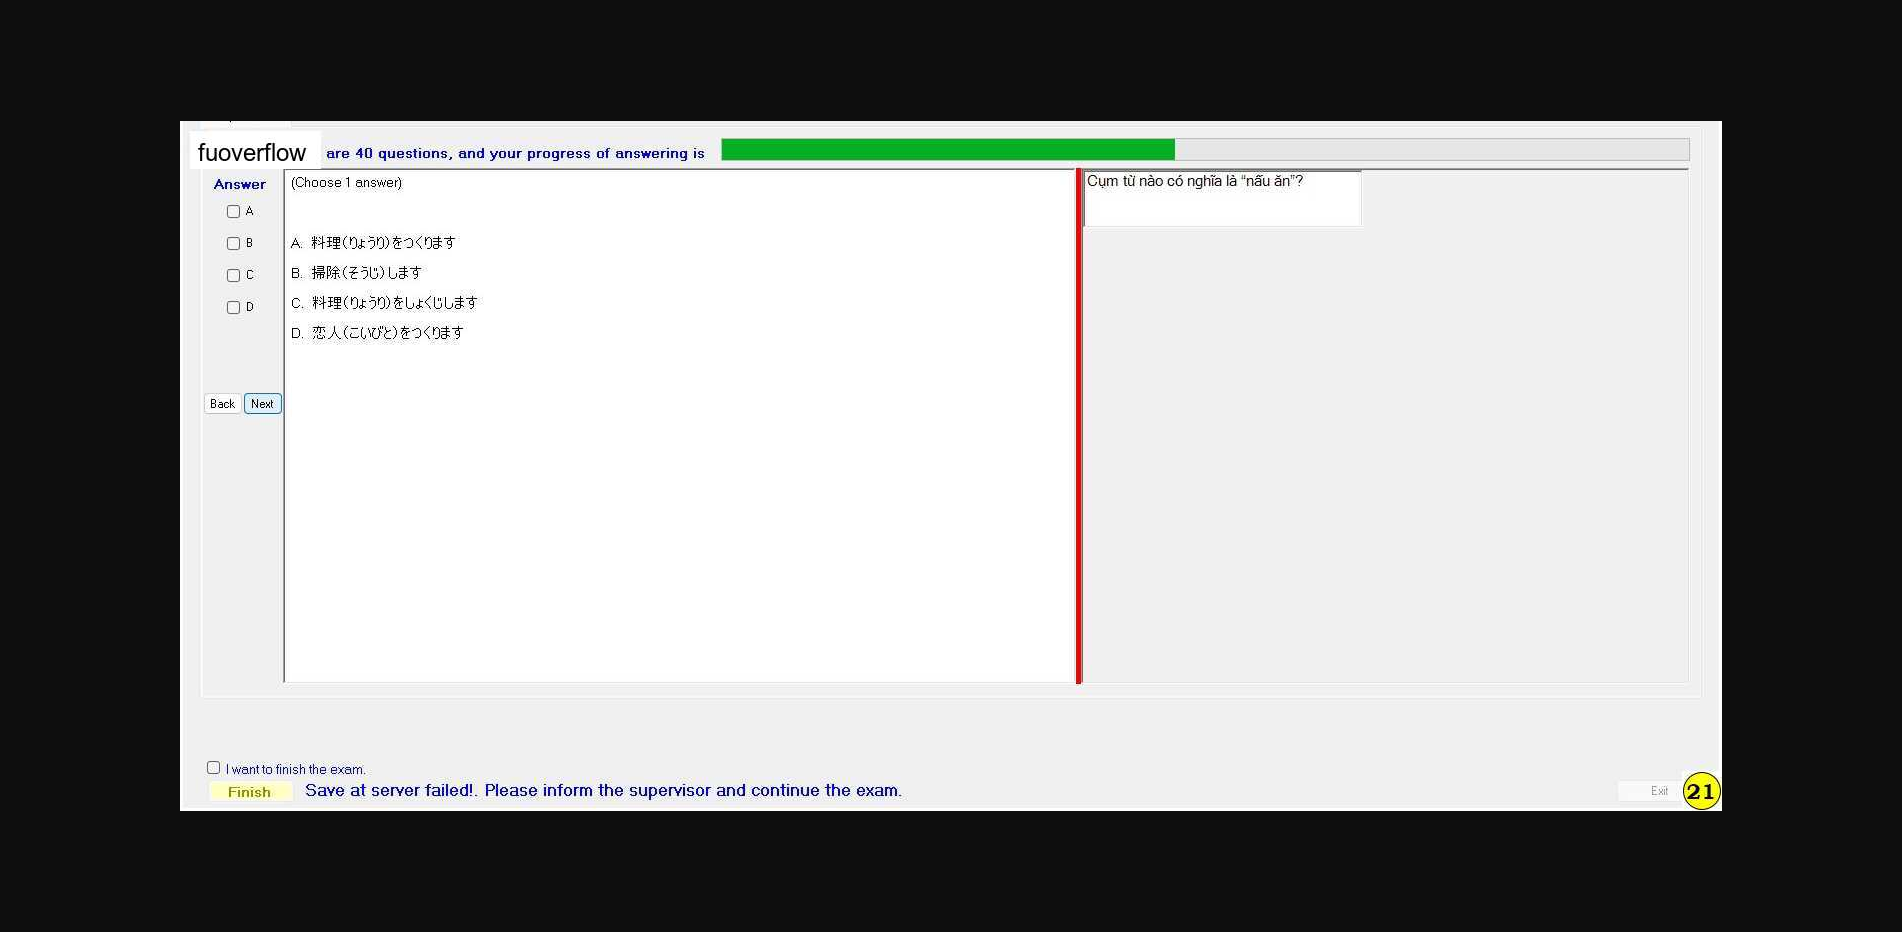 fuoverflow are 40 questions, and your progress of answering is
Answer
(Choose 1 answer)
Cụm từ nào có nghĩa là “nấu ăn”?
A
B
C
D
A. 料理(りょうり)をつくります
B. 掃除(そうじ)します
C. 料理(りょうり)をしょくじします
D. 恋人(こいびと)をつくります
Back Next
I want to finish the exam.
Finish Save at server failed!. Please inform the supervisor and continue the exam.
Exit 21